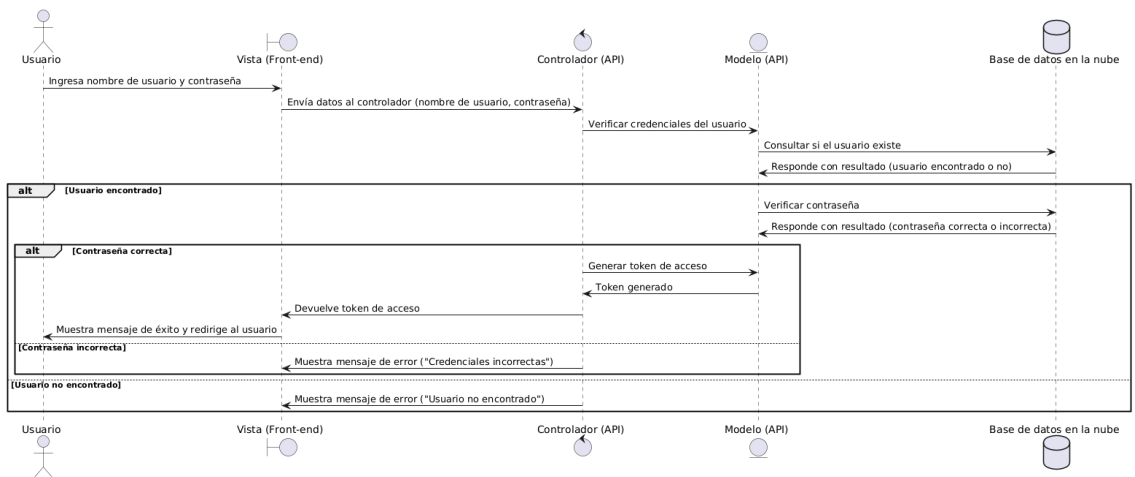 Usuario
Vista (Front-end)
Controlador (API)
Modelo (API)
Base de datos en la nube
Ingresa nombre de usuario y contraseña
Envía datos al controlador (nombre de usuario, contraseña)
Verificar credenciales del usuario
Consultar si el usuario existe
Responde con resultado (usuario encontrado o no)
alt [Usuario encontrado]
Verificar contraseña
Responde con resultado (contraseña correcta o incorrecta)
alt [Contraseña correcta]
Generar token de acceso
Token generado
Devuelve token de acceso
Muestra mensaje de éxito y redirige al usuario
[Contraseña incorrecta]
Muestra mensaje de error ("Credenciales incorrectas")
[Usuario no encontrado]
Muestra mensaje de error ("Usuario no encontrado")
Usuario
Vista (Front-end)
Controlador (API)
Modelo (API)
Base de datos en la nube